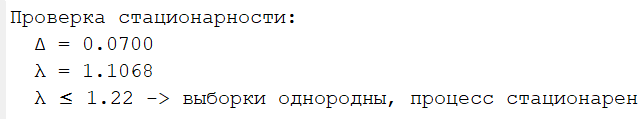 Проверка стационарности:
Δ = 0.0700
λ = 1.1068
λ ≤ 1.22 -> выборки однородны, процесс стационарен